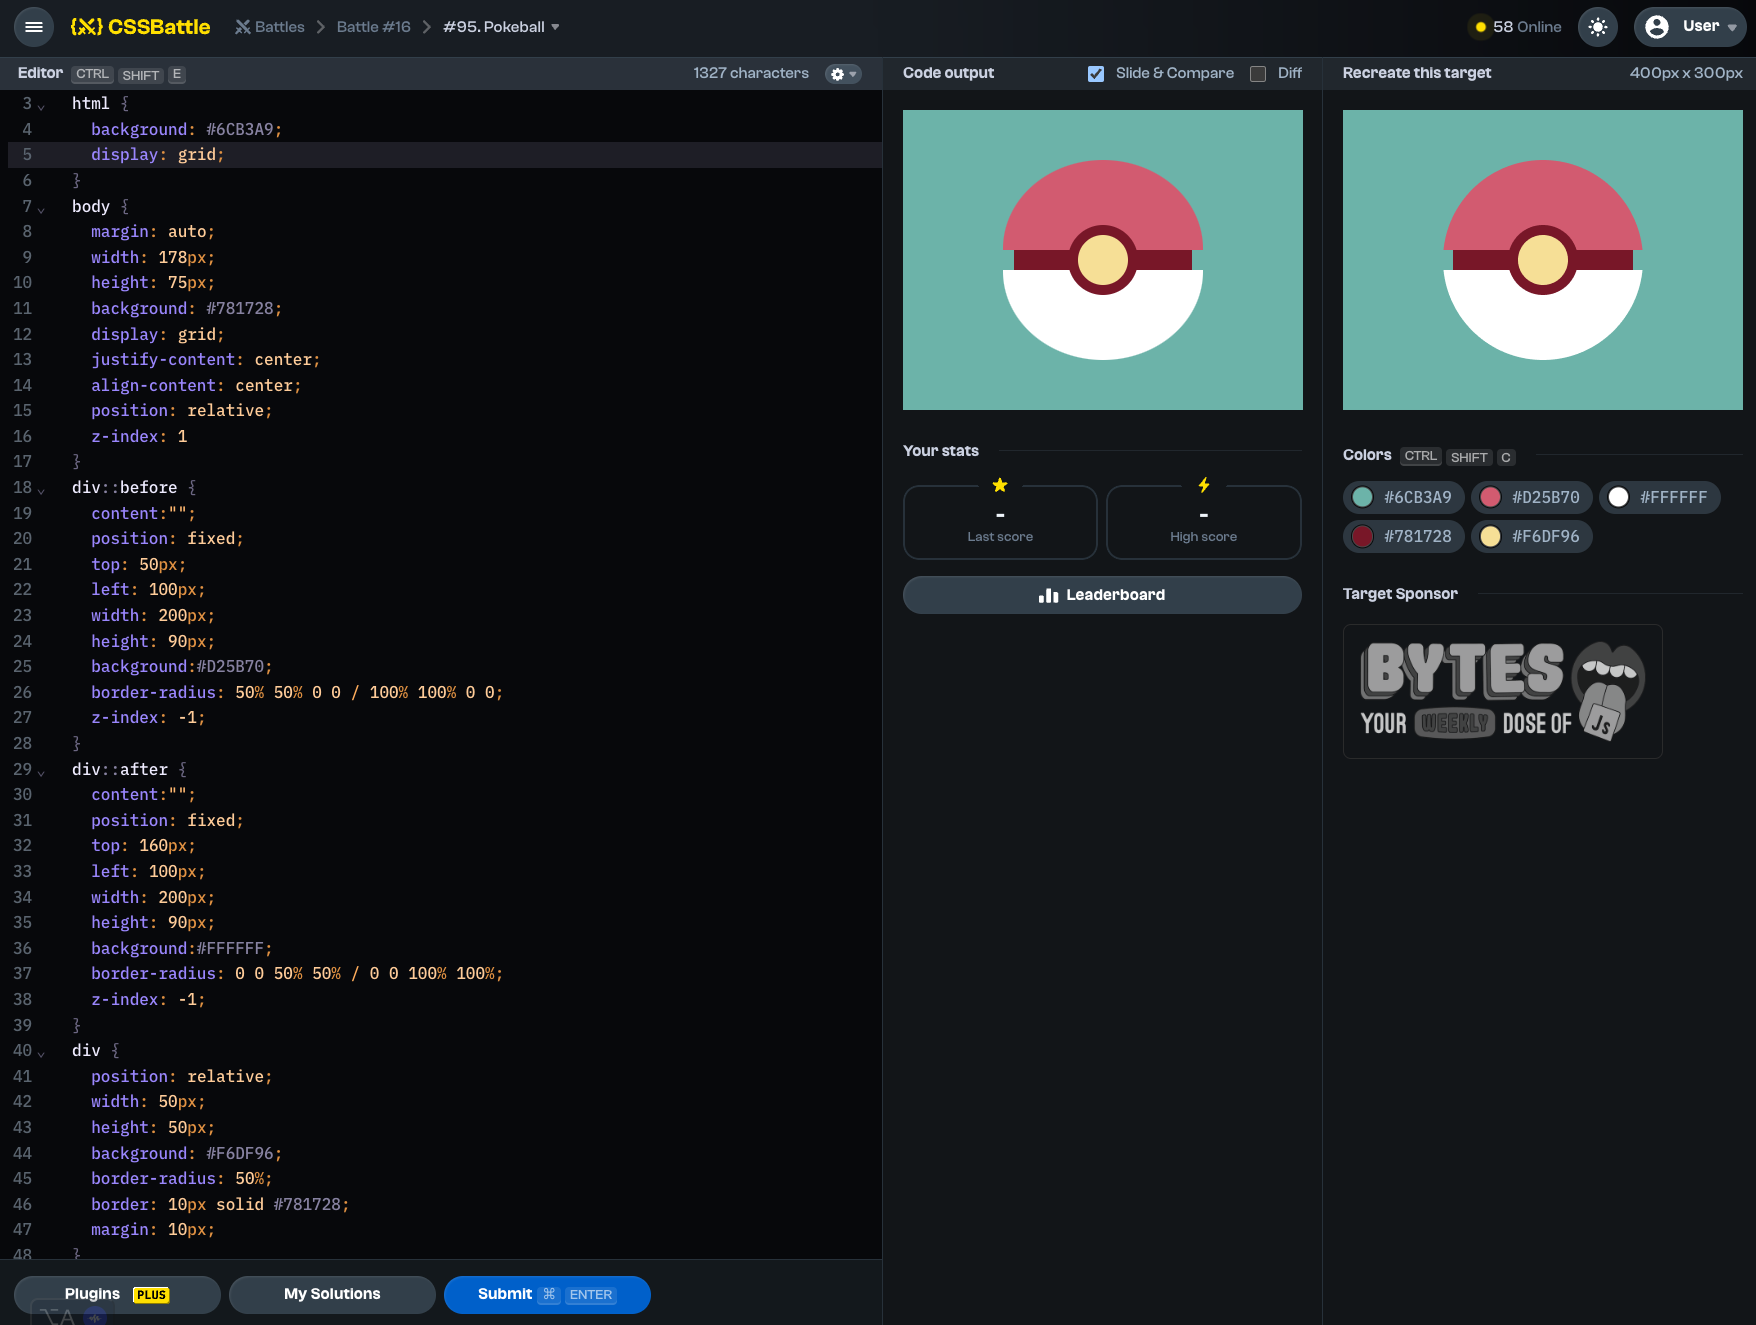 CSSBattle
Battles
Battle #16
#95. Pokeball
58 Online
User
Editor CTRL SHIFT E
1327 characters
3 html {
4 background: #6CB3A9;
5 display: grid;
6 }
7 body {
8 margin: auto;
9 width: 178px;
10 height: 75px;
11 background: #781728;
12 display: grid;
13 justify-content: center;
14 align-content: center;
15 position: relative;
16 z-index: 1
17 }
18 div::before {
19 content:"";
20 position: fixed;
21 top: 50px;
22 left: 100px;
23 width: 200px;
24 height: 90px;
25 background:#D25B70;
26 border-radius: 50% 50% 0 0 / 100% 100% 0 0;
27 z-index: -1;
28 }
29 div::after {
30 content:"";
31 position: fixed;
32 top: 160px;
33 left: 100px;
34 width: 200px;
35 height: 90px;
36 background:#FFFFFF;
37 border-radius: 0 0 50% 50% / 0 0 100% 100%;
38 z-index: -1;
39 }
40 div {
41 position: relative;
42 width: 50px;
43 height: 50px;
44 background: #F6DF96;
45 border-radius: 50%;
46 border: 10px solid #781728;
47 margin: 10px;
48 }
Plugins PLUS
My Solutions
Submit ⌘ ENTER
⌥A
Code output
Slide & Compare
Diff
Your stats
-
Last score
-
High score
Leaderboard
Recreate this target
400px x 300px
Colors CTRL SHIFT C
#6CB3A9
#D25B70
#FFFFFF
#781728
#F6DF96
Target Sponsor
BYTES
YOUR WEEKLY DOSE OF JS